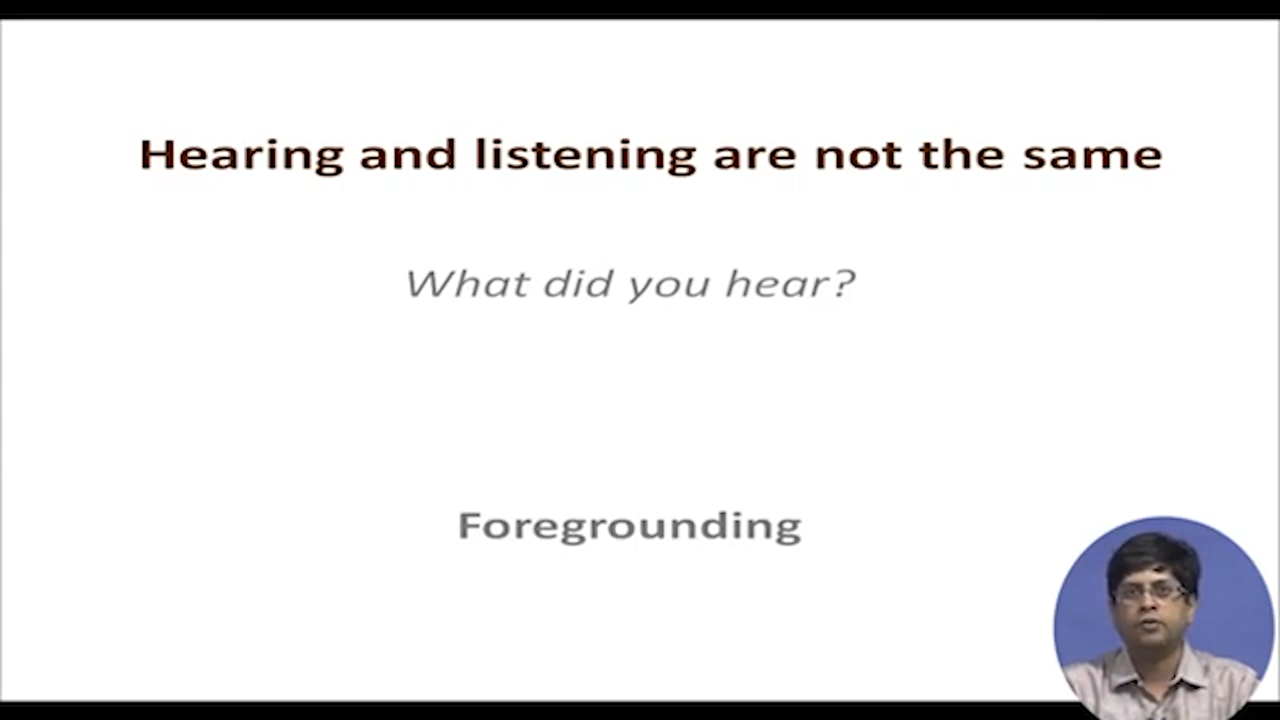 Hearing and listening are not the same
What did you hear?
Foregrounding